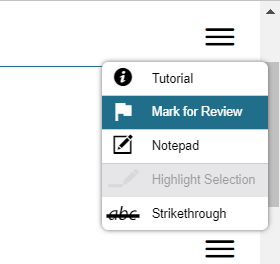 Tutorial
Mark for Review
Notepad
Highlight Selection
abc Strikethrough